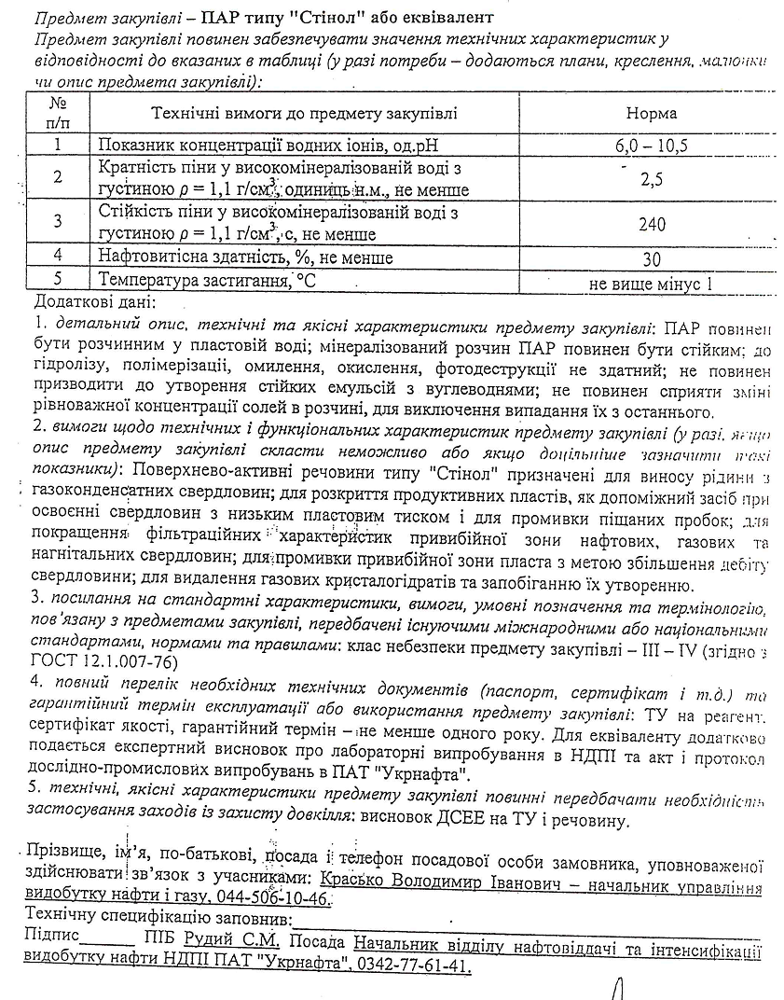 Предмет закупівлі – ПАР типу "Стінол" або еквівалент
Предмет закупівлі повинен забезпечувати значення технічних характеристик у
відповідності до вказаних в таблиці (у разі потреби – додаються плани, креслення, малюнки
чи опис предмета закупівлі):
№ п/п Технічні вимоги до предмету закупівлі Норма
1 Показник концентрації водних іонів, од.рН 6,0 – 10,5
2 Кратність піни у високомінералізованій воді з
густиною ρ = 1,1 г/см³, одиниць н.м., не менше 2,5
3 Стійкість піни у високомінералізованій воді з
густиною ρ = 1,1 г/см³, с, не менше 240
4 Нафтовитісна здатність, %, не менше 30
5 Температура застигання, °С не вище мінус 1
Додаткові дані:
1. детальний опис, технічні та якісні характеристики предмету закупівлі: ПАР повинен
бути розчинним у пластовій воді; мінералізований розчин ПАР повинен бути стійким; до
гідролізу, полімерізації, омилення, окислення, фотодеструкції не здатний; не повинен
призводити до утворення стійких емульсій з вуглеводнями; не повинен сприяти зміні
рівноважної концентрації солей в розчині, для виключення випадання їх з останнього.
2. вимоги щодо технічних і функціональних характеристик предмету закупівлі (у разі, якщо
опис предмету закупівлі скласти неможливо або якщо доцільніше зазначити такі
показники): Поверхнево-активні речовини типу "Стінол" призначені для виносу рідини з
газоконденсатних свердловин; для розкриття продуктивних пластів, як допоміжний засіб при
освоєнні свердловин з низьким пластовим тиском і для промивки піщаних пробок; для
покращення фільтраційних характеристик привибійної зони нафтових, газових та
нагнітальних свердловин; для промивки привибійної зони пласта з метою збільшення дебіту
свердловини; для видалення газових кристалогідратів та запобіганню їх утворенню.
3. посилання на стандартні характеристики, вимоги, умовні позначення та термінологію,
пов'язану з предметами закупівлі, передбачені існуючими міжнародними або національними
стандартами, нормами та правилами: клас небезпеки предмету закупівлі – III – IV (згідно з
ГОСТ 12.1.007-76)
4. повний перелік необхідних технічних документів (паспорт, сертифікат і т.д.) та
гарантійний термін експлуатації або використання предмету закупівлі: ТУ на реагент,
сертифікат якості, гарантійний термін – не менше одного року. Для еквіваленту додатково
подається експертний висновок про лабораторні випробування в НДПІ та акт і протокол
дослідно-промислових випробувань в ПАТ "Укрнафта".
5. технічні, якісні характеристики предмету закупівлі повинні передбачати необхідність
застосування заходів із захисту довкілля: висновок ДСЕЕ на ТУ і речовину.
Прізвище, ім'я, по-батькові, посада і телефон посадової особи замовника, уповноваженої
здійснювати зв'язок з учасниками: Красько Володимир Іванович – начальник управління
видобутку нафти і газу, 044-506-10-46.
Технічну специфікацію заповнив:
Підпис______ ПІБ Рудий С.М. Посада Начальник відділу нафтовіддачі та інтенсифікації
видобутку нафти НДПІ ПАТ "Укрнафта", 0342-77-61-41.